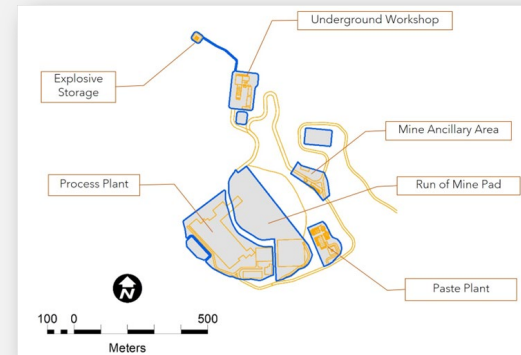 Underground Workshop
Explosive
Storage
Mine Ancillary Area
Process Plant
Run of Mine Pad
Paste Plant
N
100 0 500
Meters